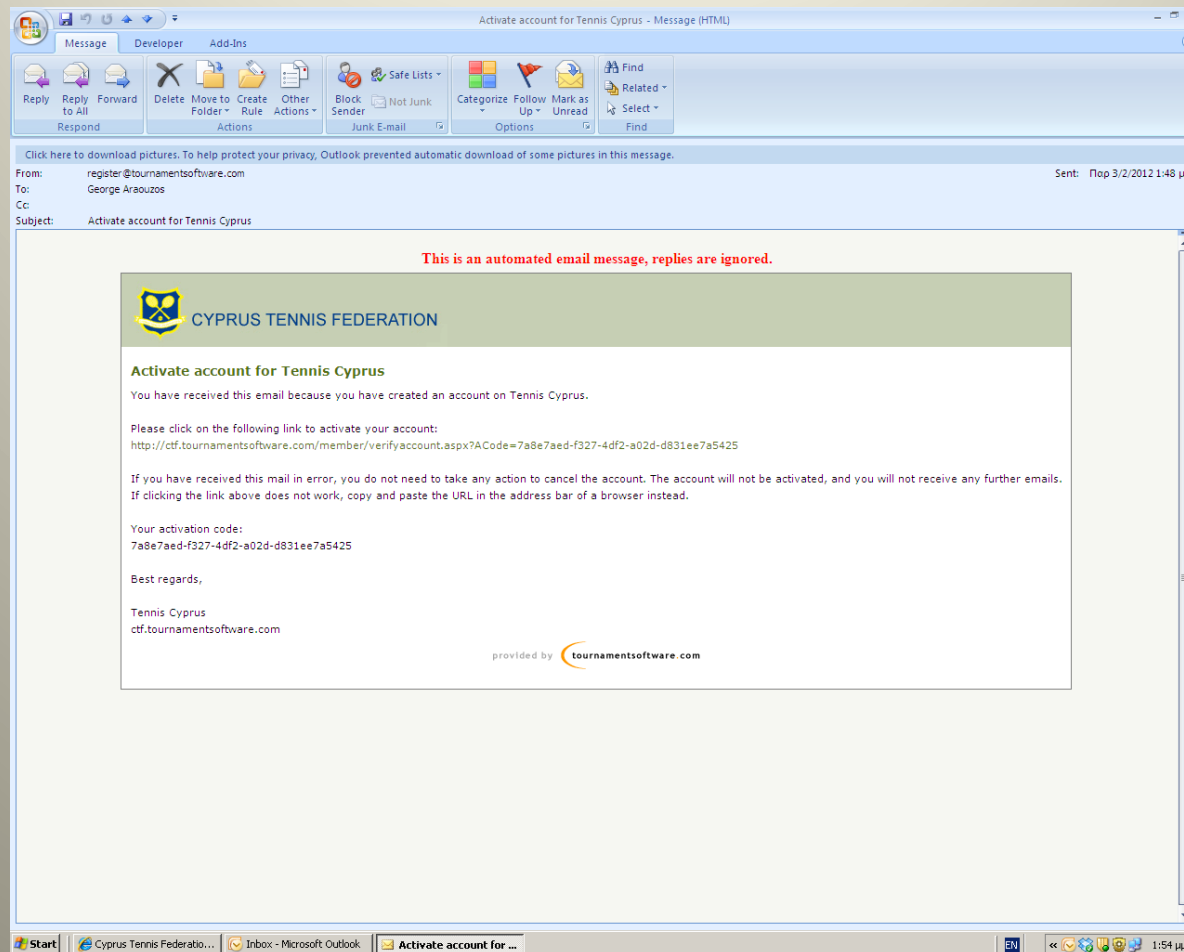 Activate account for Tennis Cyprus - Message (HTML)
Message Developer Add-Ins
Reply Reply to All Forward Delete Move to Folder Create Rule Other Actions Block Sender Safe Lists Not Junk Categorize Follow Up Mark as Unread Find Related Select
Respond Actions Junk E-mail Options Find
Click here to download pictures. To help protect your privacy, Outlook prevented automatic download of some pictures in this message.
From: register@tournamentsoftware.com Sent: Παρ 3/2/2012 1:48 μ
To: George Araouzos
Cc:
Subject: Activate account for Tennis Cyprus
This is an automated email message, replies are ignored.
CYPRUS TENNIS FEDERATION
Activate account for Tennis Cyprus
You have received this email because you have created an account on Tennis Cyprus.
Please click on the following link to activate your account:
http://ctf.tournamentsoftware.com/member/verifyaccount.aspx?ACode=7a8e7aed-f327-4df2-a02d-d831ee7a5425
If you have received this mail in error, you do not need to take any action to cancel the account. The account will not be activated, and you will not receive any further emails.
If clicking the link above does not work, copy and paste the URL in the address bar of a browser instead.
Your activation code:
7a8e7aed-f327-4df2-a02d-d831ee7a5425
Best regards,
Tennis Cyprus
ctf.tournamentsoftware.com
provided by tournamentsoftware.com
Start Cyprus Tennis Federatio... Inbox - Microsoft Outlook Activate account for ... EN « 1:54 μμ